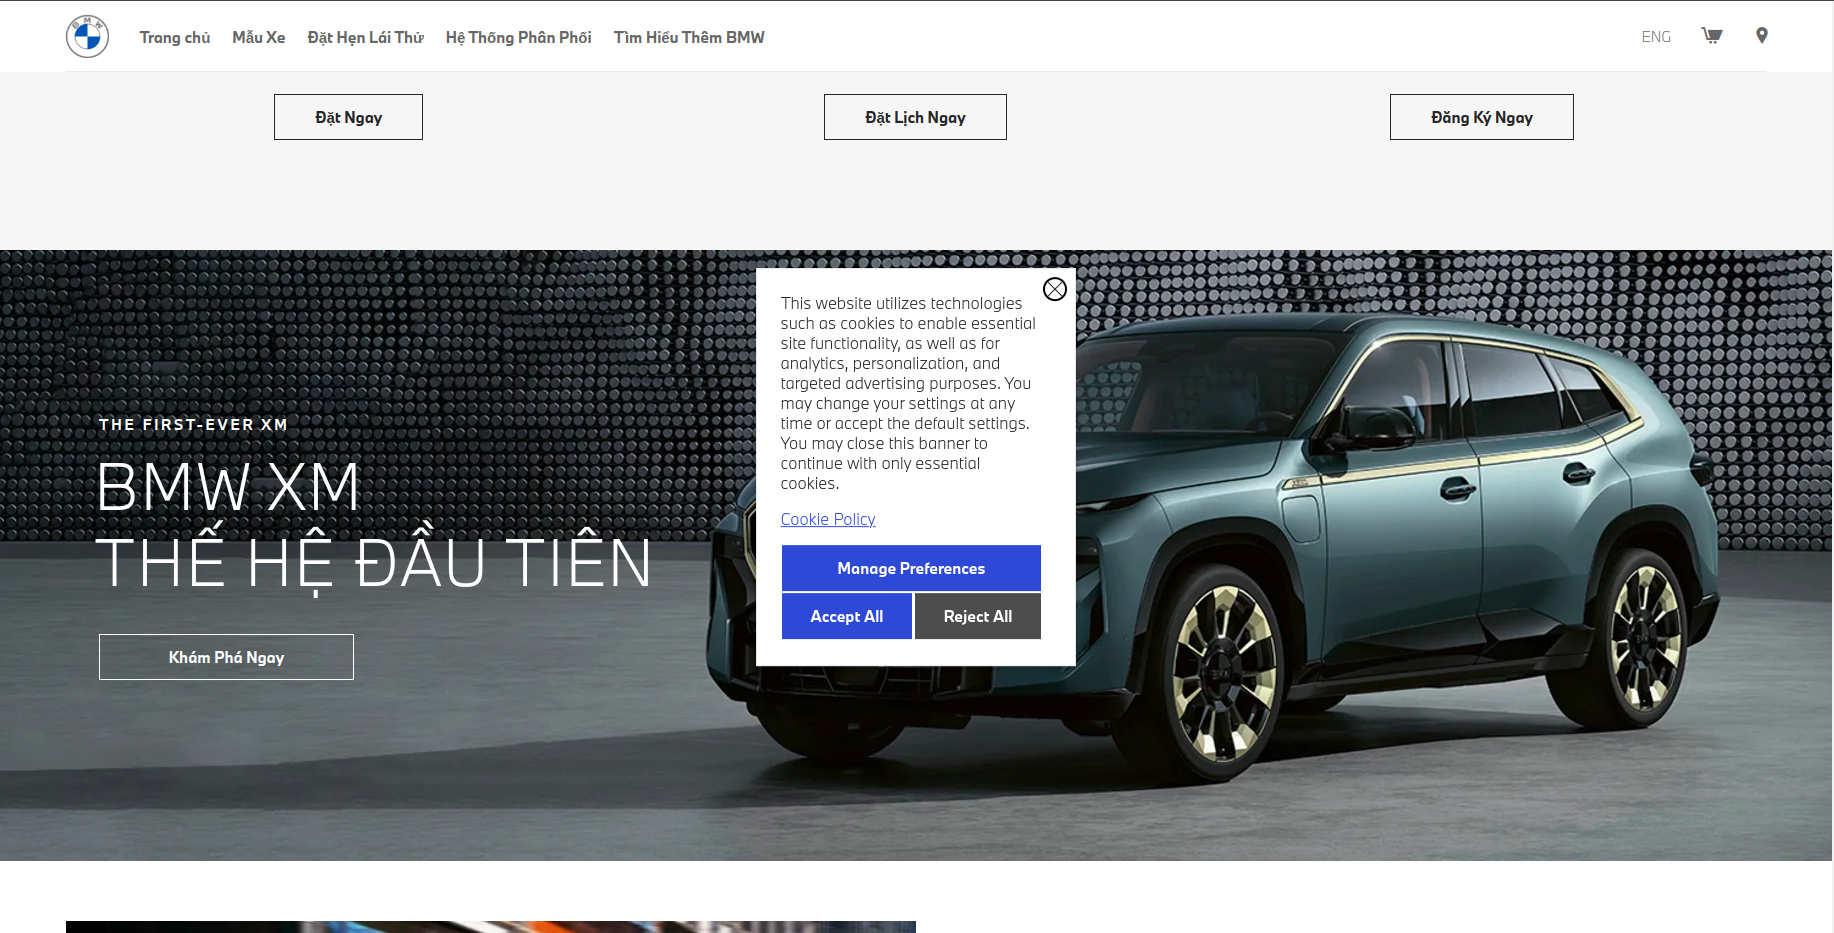 BMW
Trang chủ
Mẫu Xe
Đặt Hẹn Lái Thử
Hệ Thống Phân Phối
Tìm Hiểu Thêm BMW
ENG
Đặt Ngay
Đặt Lịch Ngay
Đăng Ký Ngay
THE FIRST-EVER XM
BMW XM
THẾ HỆ ĐẦU TIÊN
Khám Phá Ngay
This website utilizes technologies
such as cookies to enable essential
site functionality, as well as for
analytics, personalization, and
targeted advertising purposes. You
may change your settings at any
time or accept the default settings.
You may close this banner to
continue with only essential
cookies.
Cookie Policy
Manage Preferences
Accept All
Reject All